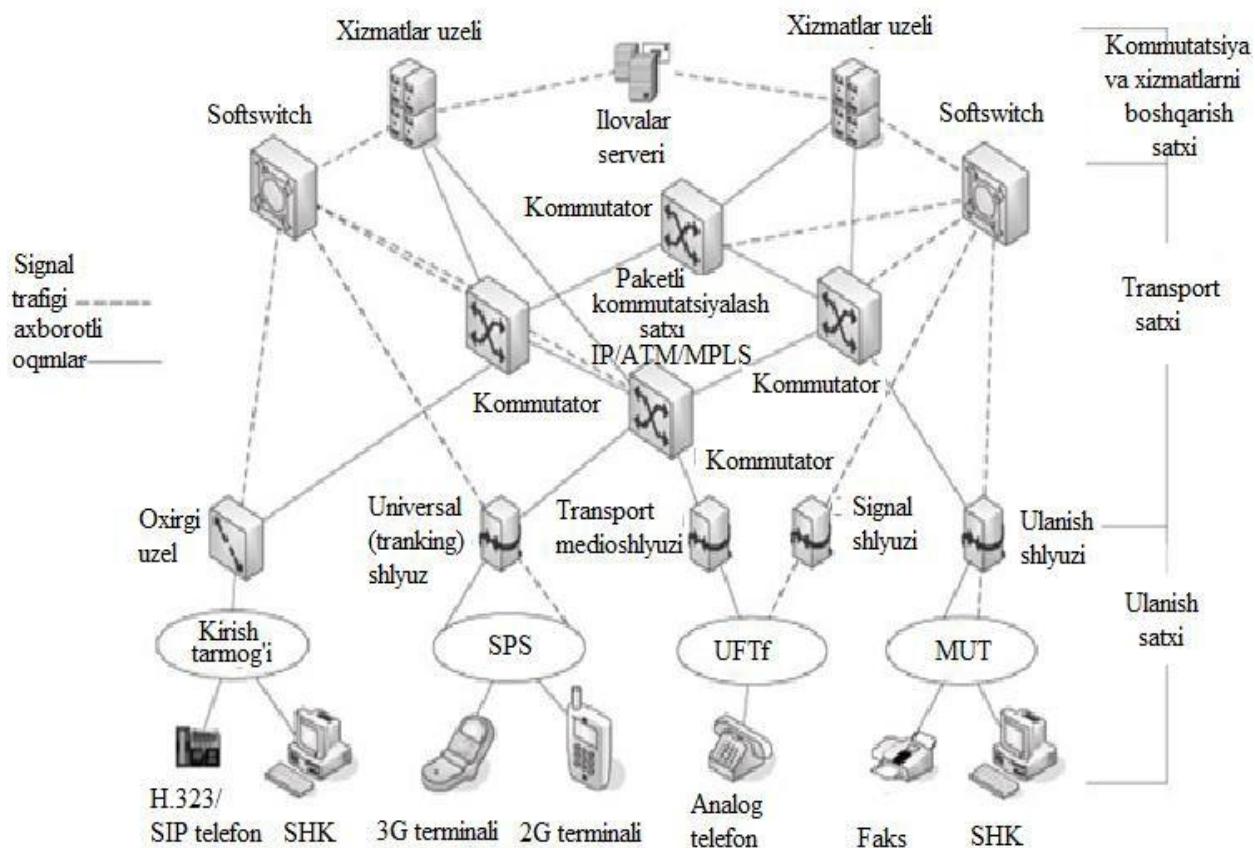 Xizmatlar uzeli
Xizmatlar uzeli
Kommutatsiya
va xizmatlarni
boshqarish
satxi
Softswitch
Ilovalar
serveri
Softswitch
Kommutator
Signal
trafigi
axborotli
oqımlar
Paketli
kommutatsiyalash
satxı
IP/ATM/MPLS
Transport
satxi
Kommutator
Kommutator
Kommutator
Oxirgi
uzel
Universal
(tranking)
shlyuz
Transport
medioshlyuzi
Signal
shlyuzi
Ulanish
shlyuzi
Ulanish
satxi
Kirish
tarmog'i
SPS
UFTf
MUT
H.323/
SIP telefon
SHK
3G terminali
2G terminali
Analog
telefon
Faks
SHK